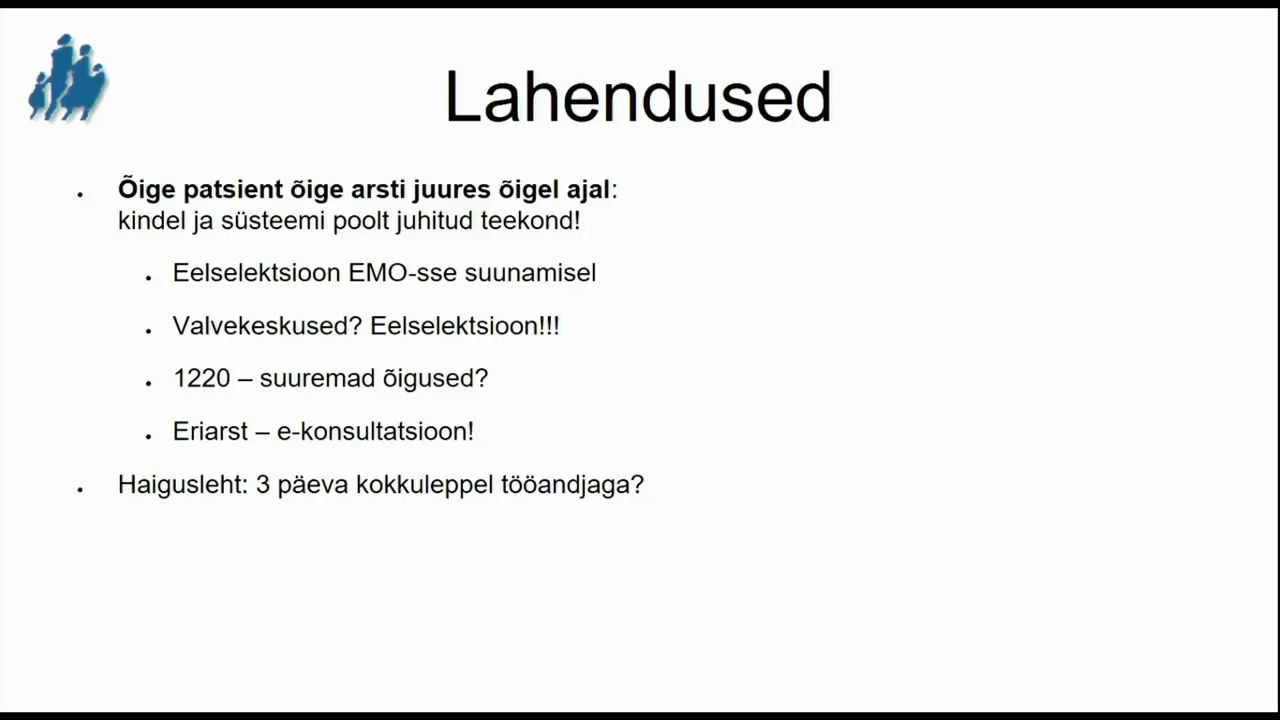 Lahendused
Õige patsient õige arsti juures õigel ajal:
kindel ja süsteemi poolt juhitud teekond!
Eelselektsioon EMO-sse suunamisel
Valvekeskused? Eelselektsioon!!!
1220 – suuremad õigused?
Eriarst – e-konsultatsioon!
Haigusleht: 3 päeva kokkuleppel tööandjaga?